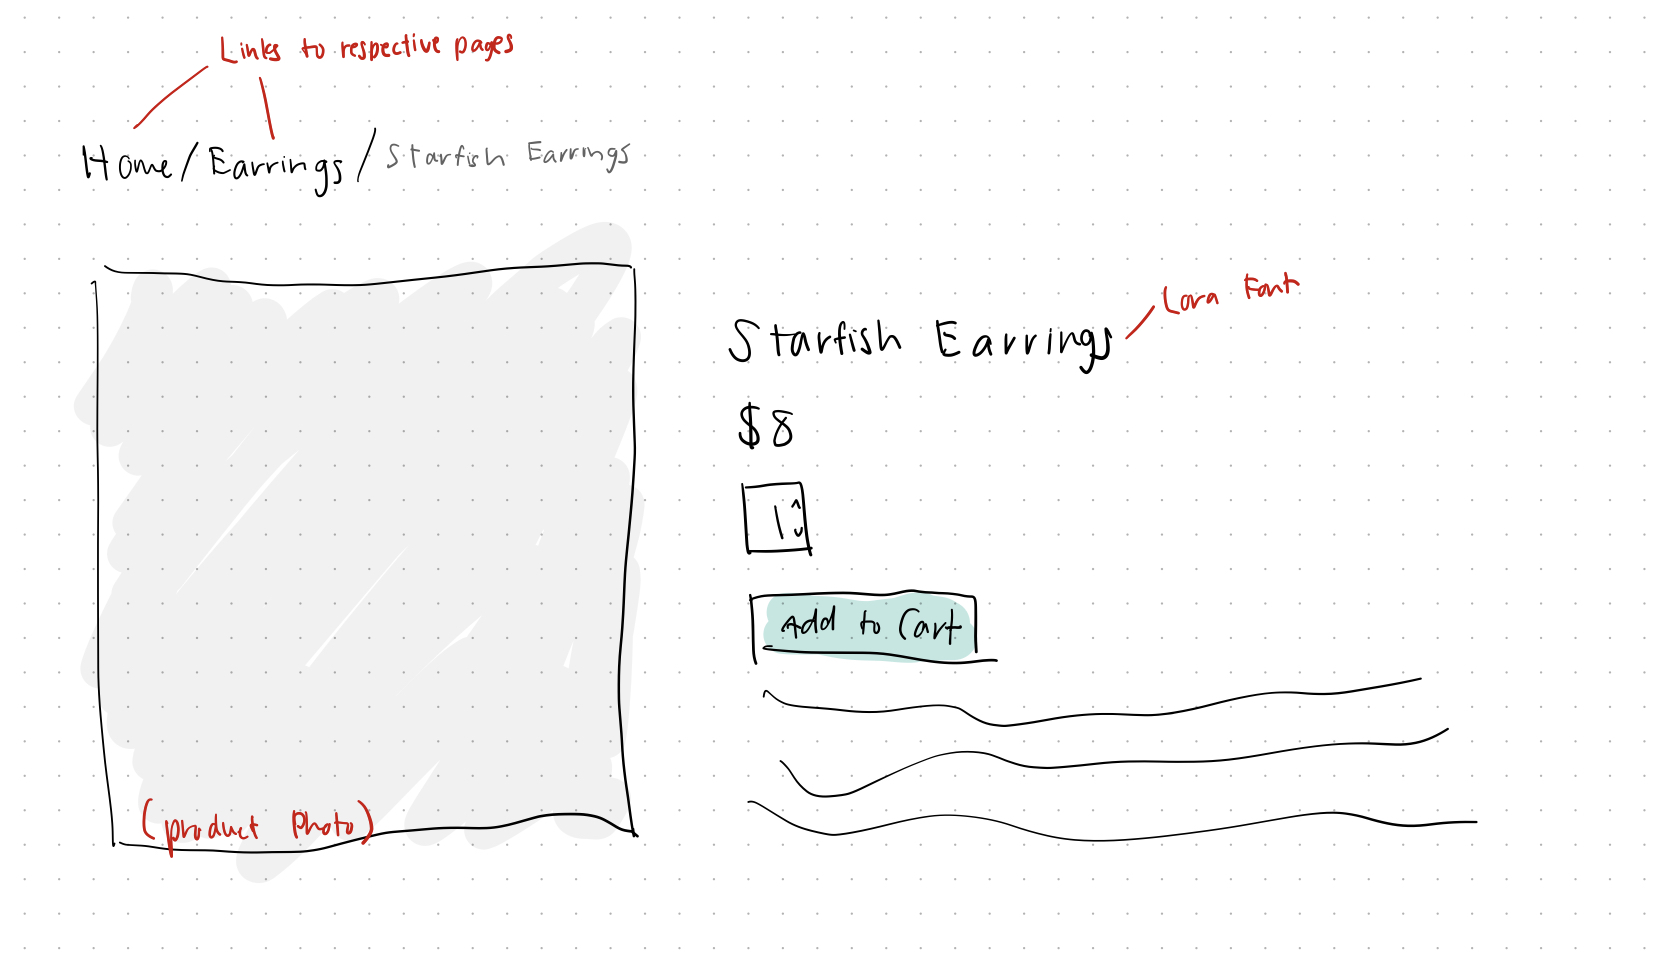 Links to respective pages
Home / Earrings / Starfish Earrings
Lora Font
Starfish Earrings
$8
1
Add to Cart
(product photo)